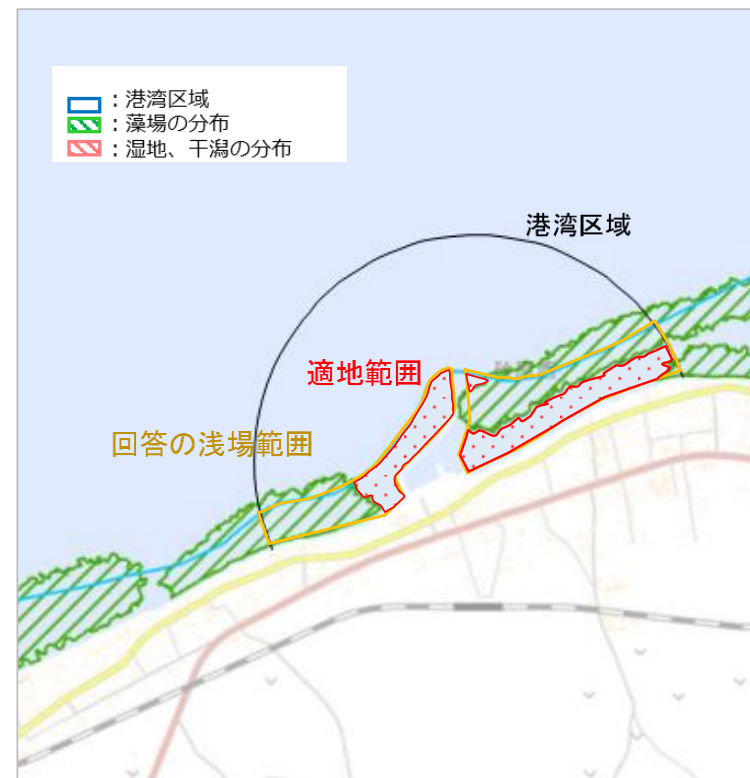 ：港湾区域
：藻場の分布
：湿地、干潟の分布
港湾区域
適地範囲
回答の浅場範囲